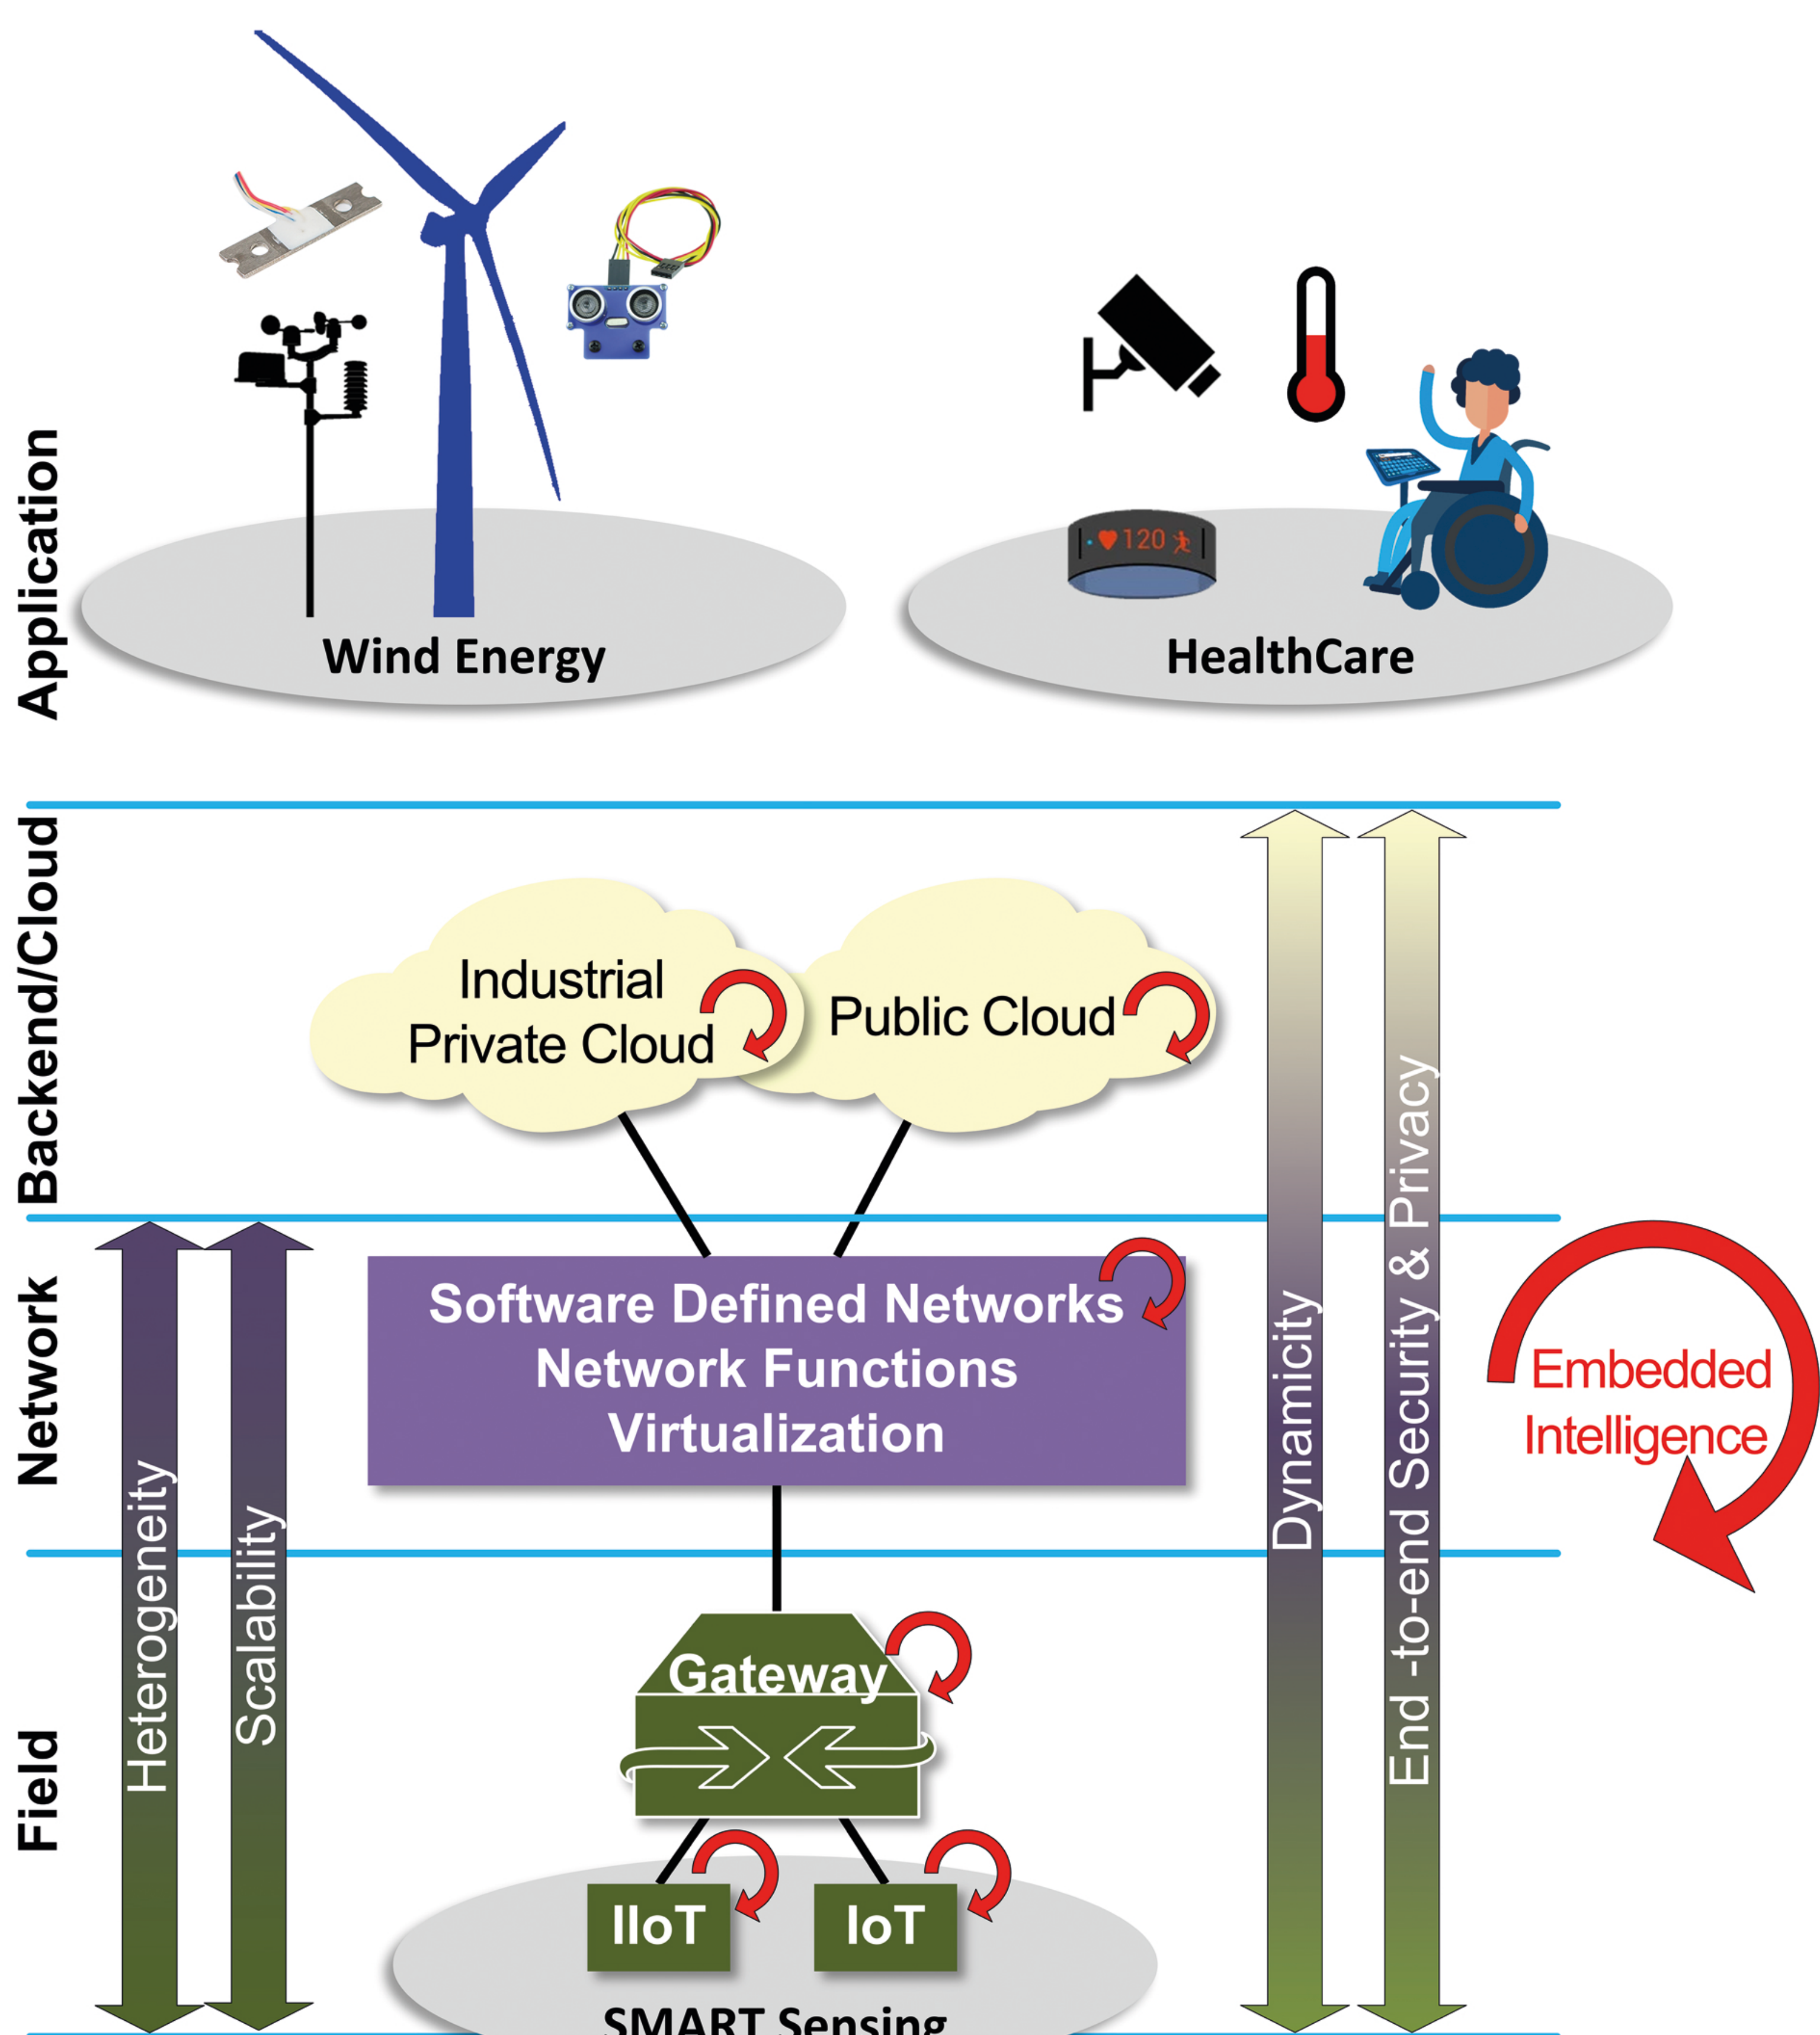 Application
120
Wind Energy
HealthCare
Backend/Cloud
Industrial
Private Cloud
Public Cloud
Network
Software Defined Networks
Network Functions
Virtualization
Heterogeneity
Scalability
Dynamicity
End -to-end Security & Privacy
Embedded
Intelligence
Field
Gateway
IIoT
IoT
SMART Sensing